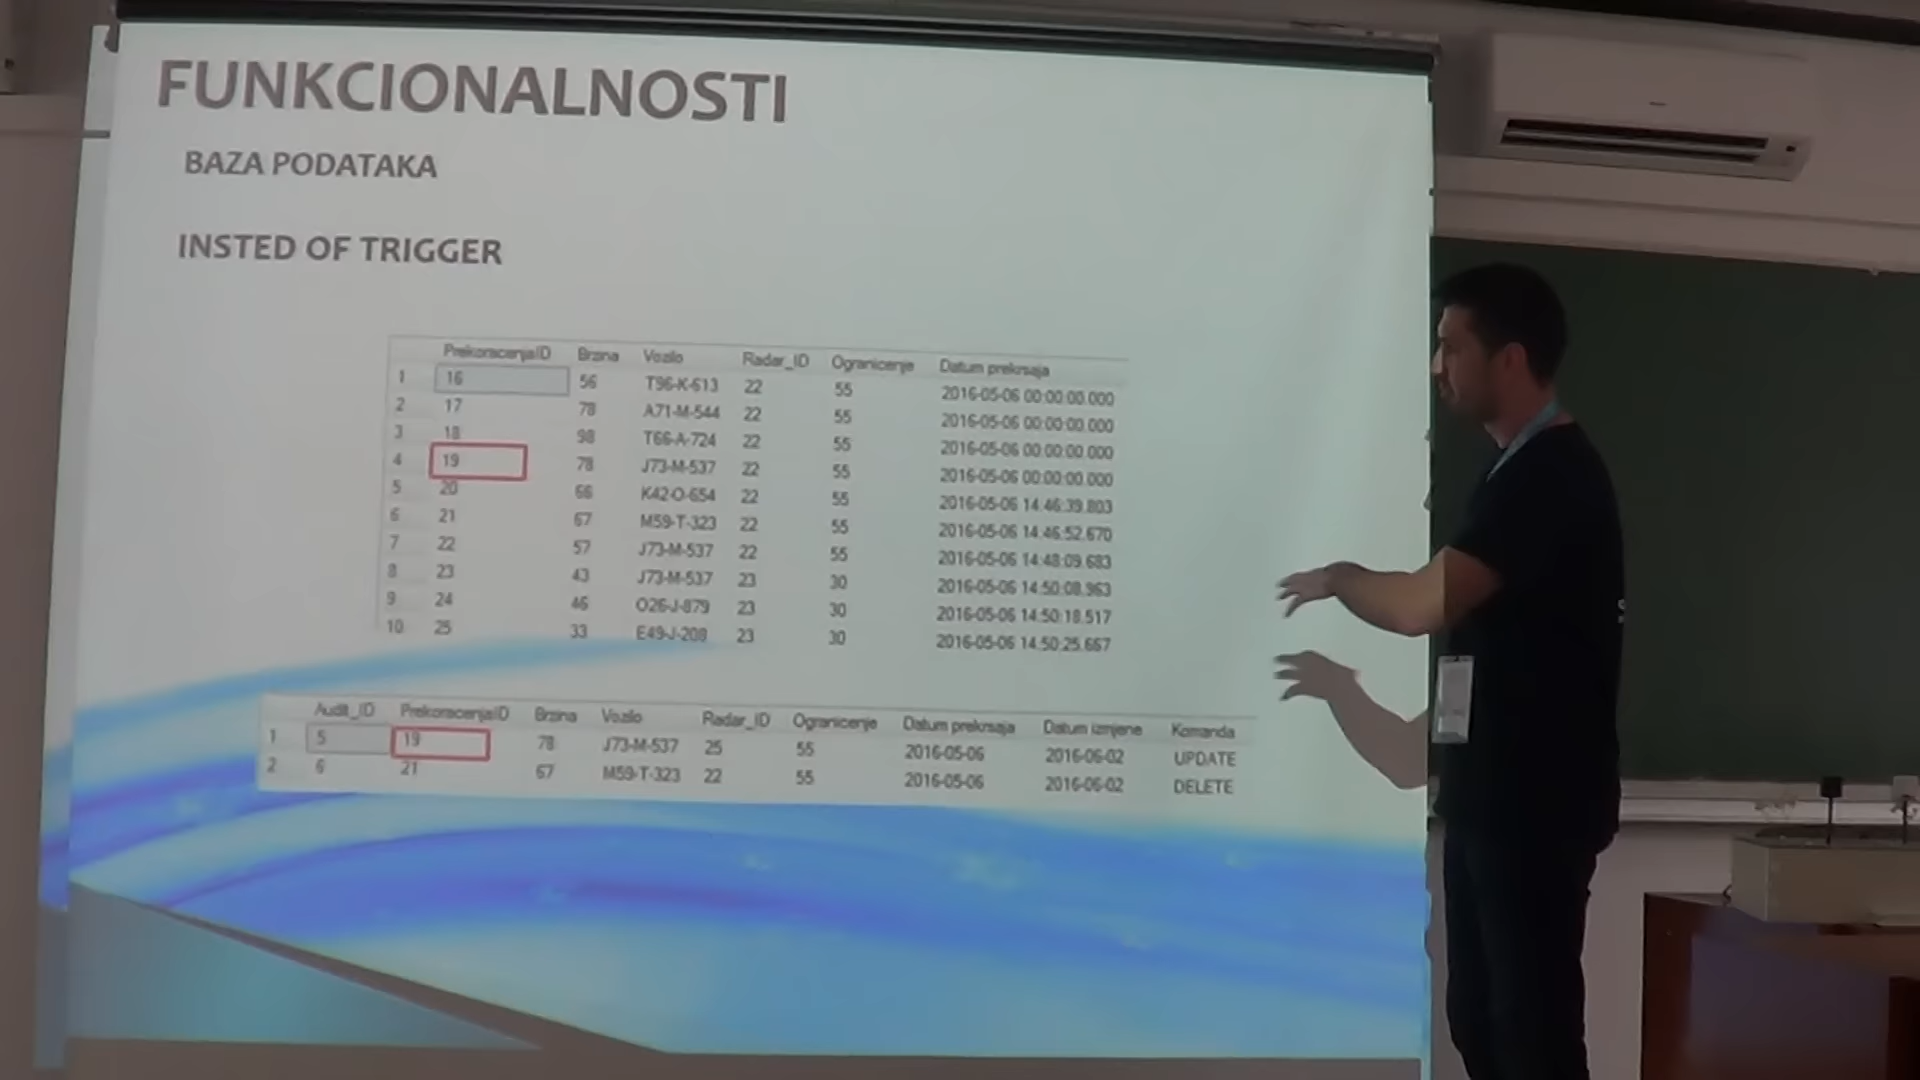 FUNKCIONALNOSTI
BAZA PODATAKA
INSTED OF TRIGGER
PrekoracenjaID Brzina Vozilo Radar_ID Ogranicenje Datum prekrsaja
1 16 56 T96-K-613 22 55 2016-05-06 00:00:00.000
2 17 78 A71-M-544 22 55 2016-05-06 00:00:00.000
3 18 98 T66-A-724 22 55 2016-05-06 00:00:00.000
4 19 78 J73-M-537 22 55 2016-05-06 00:00:00.000
5 20 66 K42-O-654 22 55 2016-05-06 14:46:39.803
6 21 67 M59-T-323 22 55 2016-05-06 14:46:52.670
7 22 57 J73-M-537 22 55 2016-05-06 14:48:09.683
8 23 43 J73-M-537 23 30 2016-05-06 14:50:08.963
9 24 46 O26-J-879 23 30 2016-05-06 14:50:18.517
10 25 33 E49-J-208 23 30 2016-05-06 14:50:25.667
Audit_ID PrekoracenjaID Brzina Vozilo Radar_ID Ogranicenje Datum prekrsaja Datum izmjene Komanda
1 5 19 78 J73-M-537 25 55 2016-05-06 2016-06-02 UPDATE
2 6 21 67 M59-T-323 22 55 2016-05-06 2016-06-02 DELETE